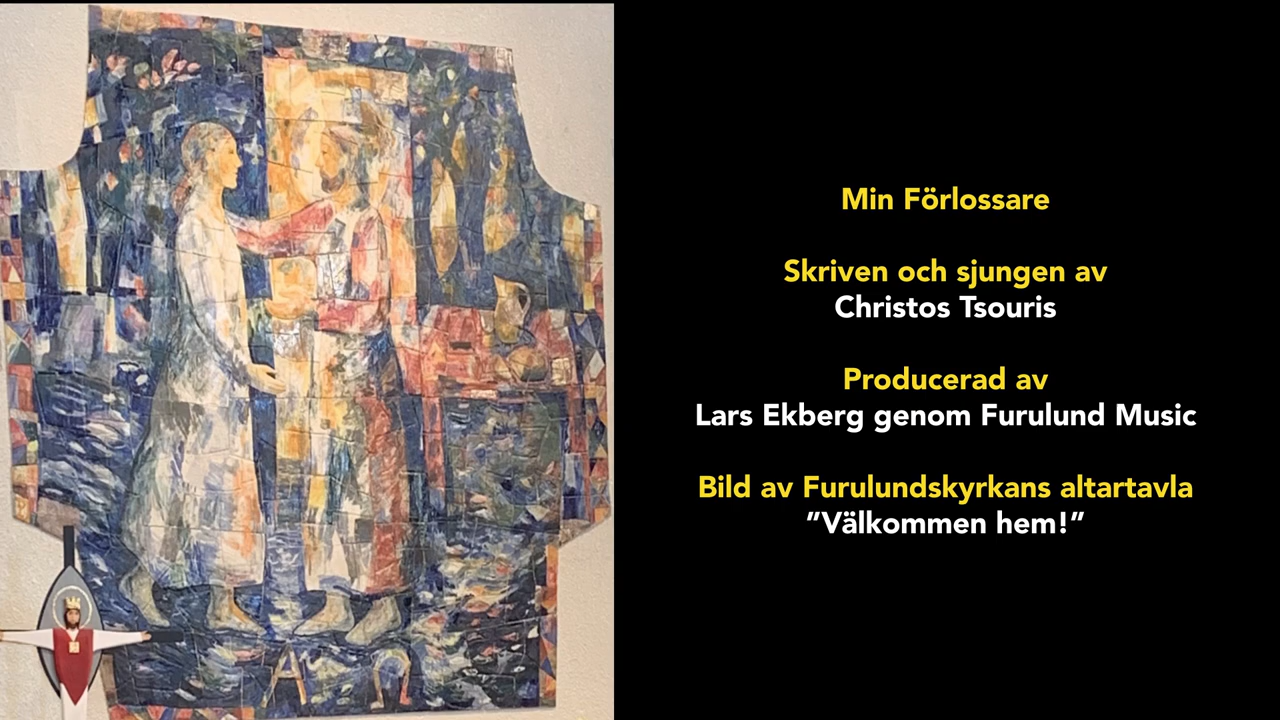 Min Förlossare
Skriven och sjungen av
Christos Tsouris
Producerad av
Lars Ekberg genom Furulund Music
Bild av Furulundskyrkans altartavla
”Välkommen hem!”
Α Ω